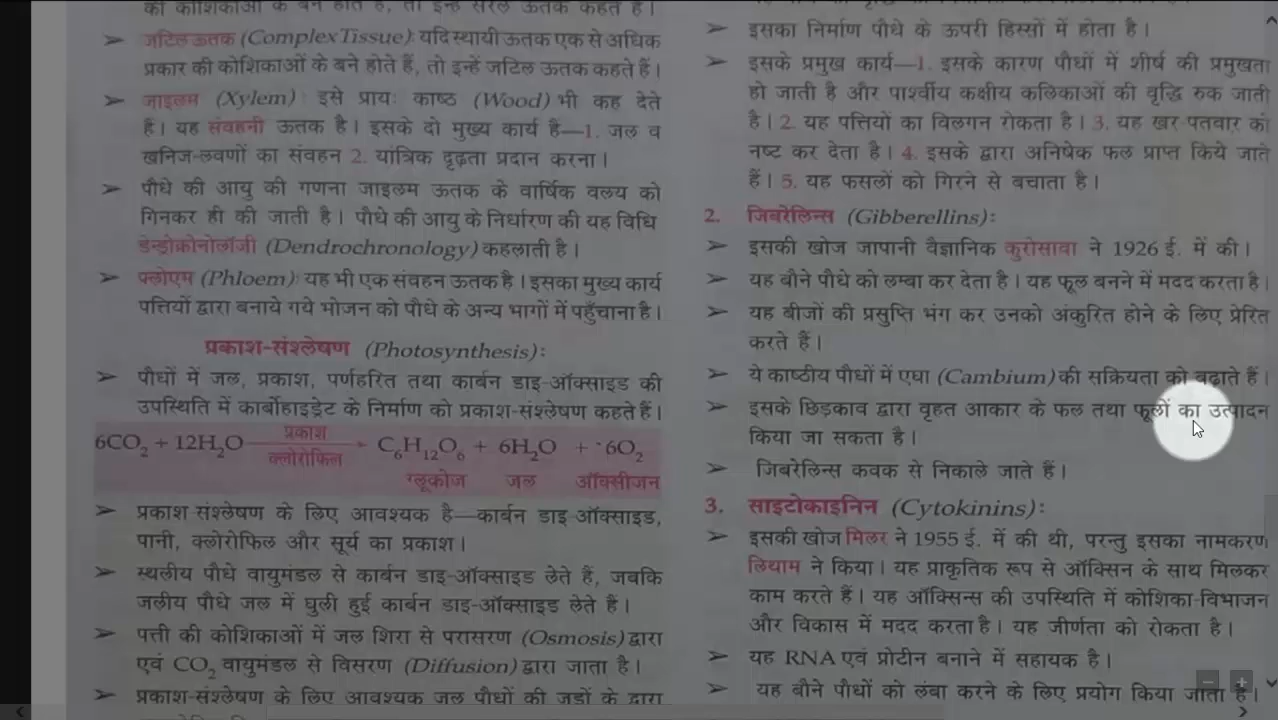 की कोशिकाओं के बने होते हैं, तो इन्हें सरल ऊतक कहते हैं।
➢ जटिल ऊतक (Complex Tissue): यदि स्थायी ऊतक एक से अधिक
प्रकार की कोशिकाओं के बने होते हैं, तो इन्हें जटिल ऊतक कहते हैं।
➢ जाइलम (Xylem) : इसे प्रायः काष्ठ (Wood) भी कह देते
हैं। यह संवहनी ऊतक है। इसके दो मुख्य कार्य हैं—1. जल व
खनिज-लवणों का संवहन 2. यांत्रिक दृढ़ता प्रदान करना।
➢ पौधे की आयु की गणना जाइलम ऊतक के वार्षिक वलय को
गिनकर ही की जाती है। पौधे की आयु के निर्धारण की यह विधि
डेन्ड्रोक्रोनोलॉजी (Dendrochronology) कहलाती है।
➢ फ्लोएम (Phloem): यह भी एक संवहन ऊतक है। इसका मुख्य कार्य
पत्तियों द्वारा बनाये गये भोजन को पौधे के अन्य भागों में पहुँचाना है।
प्रकाश-संश्लेषण (Photosynthesis) :
➢ पौधों में जल, प्रकाश, पर्णहरित तथा कार्बन डाइ-ऑक्साइड की
उपस्थिति में कार्बोहाइड्रेट के निर्माण को प्रकाश-संश्लेषण कहते हैं।
6CO₂ + 12H₂O प्रकाश → C₆H₁₂O₆ + 6H₂O + 6O₂
क्लोरोफिल ग्लूकोज जल ऑक्सीजन
➢ प्रकाश-संश्लेषण के लिए आवश्यक है—कार्बन डाइ-ऑक्साइड,
पानी, क्लोरोफिल और सूर्य का प्रकाश।
➢ स्थलीय पौधे वायुमंडल से कार्बन डाइ-ऑक्साइड लेते हैं, जबकि
जलीय पौधे जल में घुली हुई कार्बन डाइ-ऑक्साइड लेते हैं।
➢ पत्ती की कोशिकाओं में जल शिरा से परासरण (Osmosis) द्वारा
एवं CO₂ वायुमंडल से विसरण (Diffusion) द्वारा जाता है।
➢ प्रकाश-संश्लेषण के लिए आवश्यक जल पौधों की जड़ों के द्वारा
➢ इसका निर्माण पौधे के ऊपरी हिस्सों में होता है।
➢ इसके प्रमुख कार्य—1. इसके कारण पौधों में शीर्ष की प्रमुखता
हो जाती है और पार्श्वीय कक्षीय कलिकाओं की वृद्धि रुक जाती
है। 2. यह पत्तियों का विलगन रोकता है। 3. यह खर पतवार को
नष्ट कर देता है। 4. इसके द्वारा अनिषेक फल प्राप्त किये जाते
हैं। 5. यह फसलों को गिरने से बचाता है।
2. जिबरेलिन्स (Gibberellins) :
➢ इसकी खोज जापानी वैज्ञानिक कुरोसावा ने 1926 ई. में की।
➢ यह बौने पौधे को लम्बा कर देता है। यह फूल बनने में मदद करता है।
➢ यह बीजों की प्रसुप्ति भंग कर उनको अंकुरित होने के लिए प्रेरित
करते हैं।
➢ ये काष्ठीय पौधों में एधा (Cambium) की सक्रियता को बढ़ाते हैं।
➢ इसके छिड़काव द्वारा वृहत आकार के फल तथा फूलों का उत्पादन
किया जा सकता है।
➢ जिबरेलिन्स कवक से निकाले जाते हैं।
3. साइटोकाइनिन (Cytokinins) :
➢ इसकी खोज मिलर ने 1955 ई. में की थी, परन्तु इसका नामकरण
लिथाम ने किया। यह प्राकृतिक रूप से ऑक्सिन के साथ मिलकर
काम करते हैं। यह ऑक्सिन्स की उपस्थिति में कोशिका-विभाजन
और विकास में मदद करता है। यह जीर्णता को रोकता है।
➢ यह RNA एवं प्रोटीन बनाने में सहायक है।
➢ यह बौने पौधों को लंबा करने के लिए प्रयोग किया जाता है।